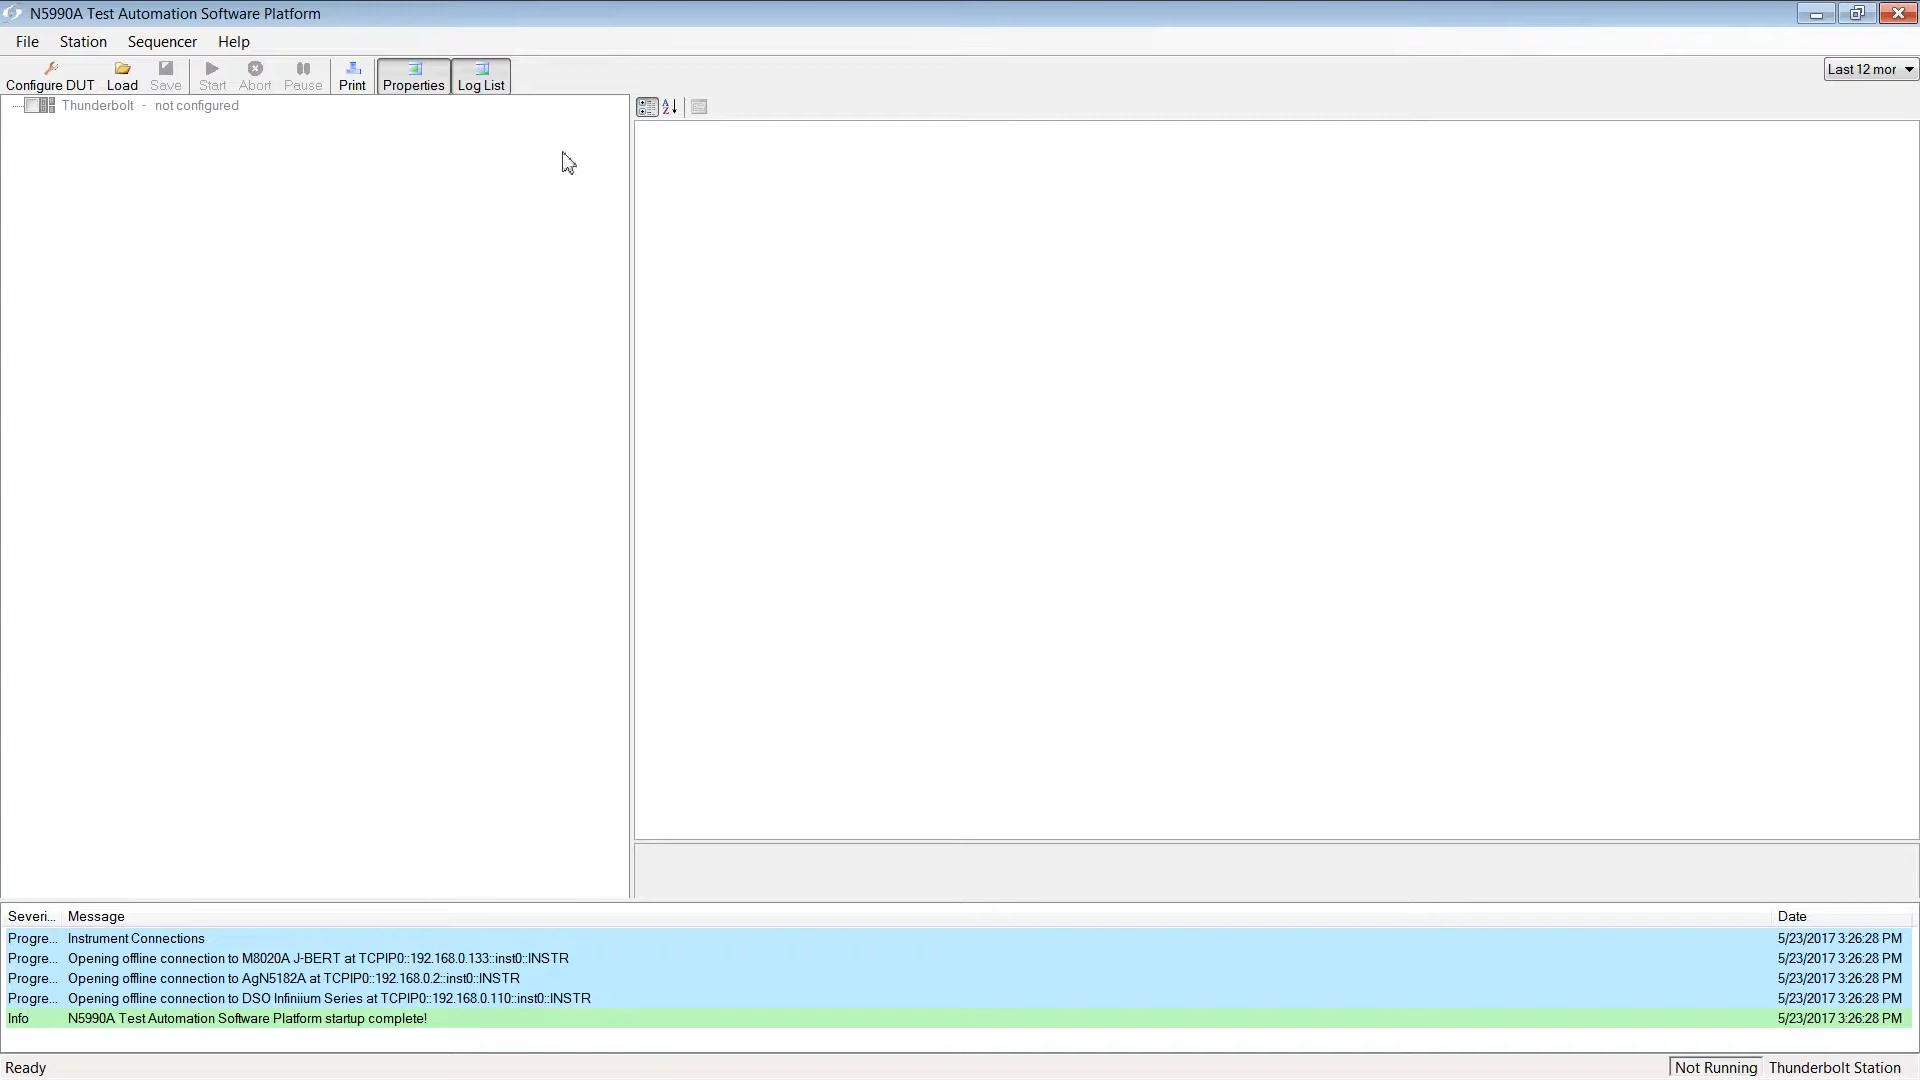 N5990A Test Automation Software Platform
File Station Sequencer Help
Configure DUT Load Save Start Abort Pause Print Properties Log List Last 12 mor
Thunderbolt - not configured
Severi... Message Date
Progre... Instrument Connections 5/23/2017 3:26:28 PM
Progre... Opening offline connection to M8020A J-BERT at TCPIP0::192.168.0.133::inst0::INSTR 5/23/2017 3:26:28 PM
Progre... Opening offline connection to AgN5182A at TCPIP0::192.168.0.2::inst0::INSTR 5/23/2017 3:26:28 PM
Progre... Opening offline connection to DSO Infiniium Series at TCPIP0::192.168.0.110::inst0::INSTR 5/23/2017 3:26:28 PM
Info N5990A Test Automation Software Platform startup complete! 5/23/2017 3:26:28 PM
Ready Not Running Thunderbolt Station